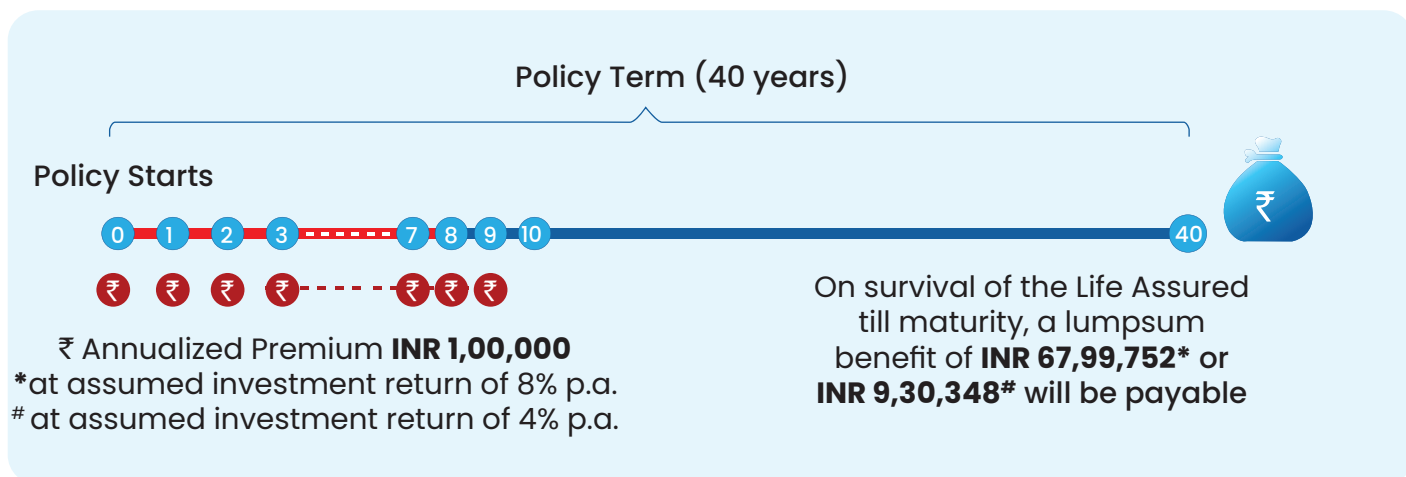 Policy Term (40 years)
Policy Starts
₹
0 1 2 3 7 8 9 10 40
₹ ₹ ₹ ₹ ₹ ₹ ₹
₹ Annualized Premium INR 1,00,000
*at assumed investment return of 8% p.a.
# at assumed investment return of 4% p.a.
On survival of the Life Assured
till maturity, a lumpsum
benefit of INR 67,99,752* or
INR 9,30,348# will be payable